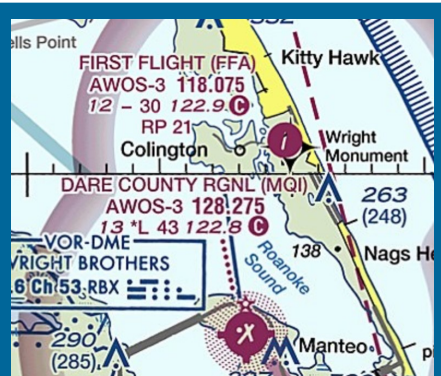 ells Point
Kitty Hawk
FIRST FLIGHT (FFA)
AWOS-3 118.075
12 – 30 122.9 C
RP 21
Colington
i
Wright
Monument
DARE COUNTY RGNL (MQI)
AWOS-3 128.275
13 *L 43 122.8 C
263
(248)
VOR-DME
WRIGHT BROTHERS
.6 Ch 53 RBX
Roanoke
Sound
138
Nags He
290
(285)
Manteo